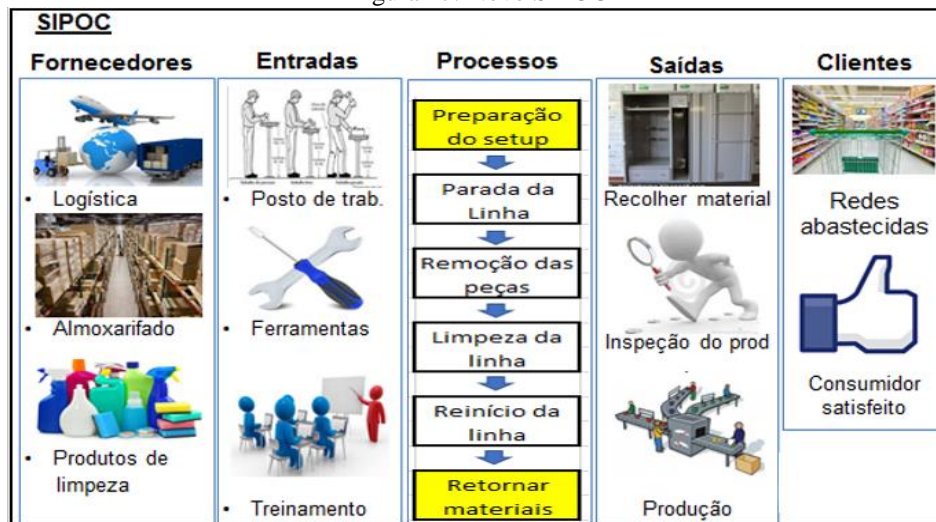 SIPOC
Fornecedores
• Logística
• Almoxarifado
• Produtos de
limpeza
Entradas
• Posto de trab.
• Ferramentas
• Treinamento
Processos
Preparação
do setup
Parada da
Linha
Remoção das
peças
Limpeza da
linha
Reinício da
linha
Retornar
materiais
Saídas
Recolher material
Inspeção do prod
Produção
Clientes
Redes
abastecidas
Consumidor
satisfeito